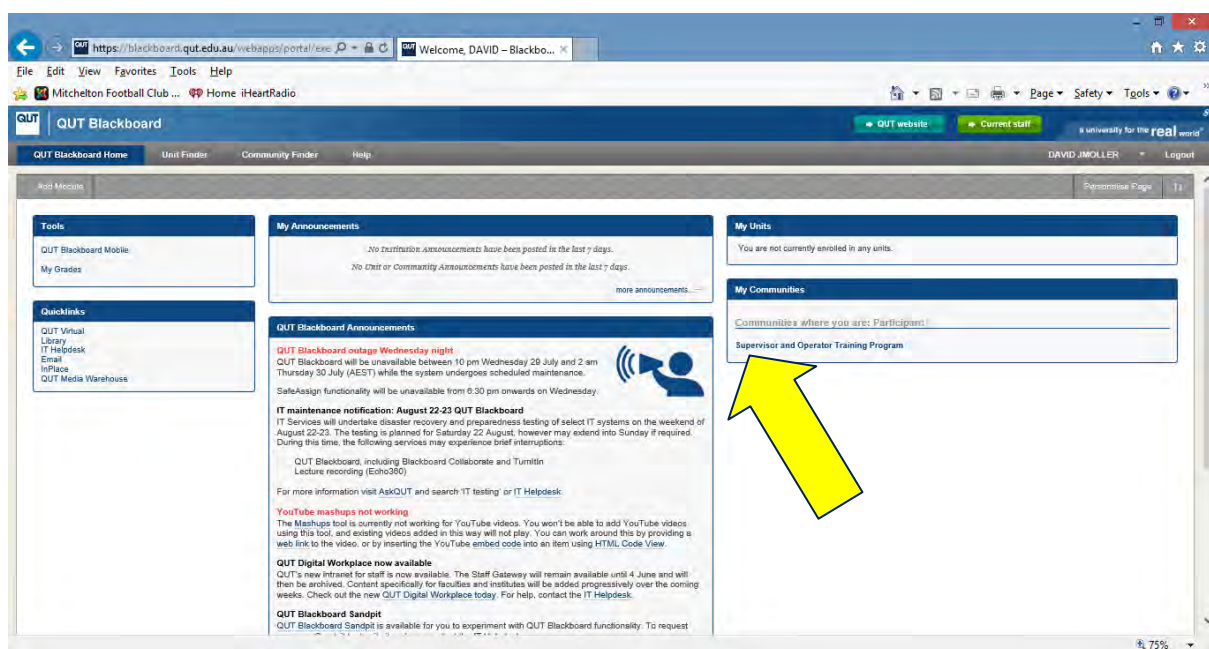 https://blackboard.qut.edu.au/webapps/portal/exe
Welcome, DAVID – Blackbo...
File Edit View Favorites Tools Help
Mitchelton Football Club ... Home iHeartRadio
Page Safety Tools
QUT QUT Blackboard
QUT website
Current staff
a university for the real world
QUT Blackboard Home Unit Finder Community Finder Help
DAVID JMOLLER Logout
Add Module
Personalise Page
Tools
QUT Blackboard Mobile
My Grades
Quicklinks
QUT Virtual
Library
IT Helpdesk
Email
InPlace
QUT Media Warehouse
My Announcements
No Institution Announcements have been posted in the last 7 days.
No Unit or Community Announcements have been posted in the last 7 days.
more announcements...
QUT Blackboard Announcements
QUT Blackboard outage Wednesday night
QUT Blackboard will be unavailable between 10 pm Wednesday 29 July and 2 am
Thursday 30 July (AEST) while the system undergoes scheduled maintenance.
SafeAssign functionality will be unavailable from 6:30 pm onwards on Wednesday.
IT maintenance notification: August 22-23 QUT Blackboard
IT Services will undertake disaster recovery and preparedness testing of select IT systems on the weekend of
August 22-23. The testing is planned for Saturday 22 August, however may extend into Sunday if required.
During this time, the following services may experience brief interruptions:
QUT Blackboard, including Blackboard Collaborate and Turnitin
Lecture recording (Echo360)
For more information visit AskQUT and search 'IT testing' or IT Helpdesk.
YouTube mashups not working
The Mashups tool is currently not working for YouTube videos. You won't be able to add YouTube videos
using this tool, and existing videos added in this way will not play. You can work around this by providing a
web link to the video, or by inserting the YouTube embed code into an item using HTML Code View.
QUT Digital Workplace now available
QUT's new intranet for staff is now available. The Staff Gateway will remain available until 4 June and will
then be archived. Content specifically for faculties and institutes will be added progressively over the coming
weeks. Check out the new QUT Digital Workplace today. For help, contact the IT Helpdesk.
QUT Blackboard Sandpit
QUT Blackboard Sandpit is available for you to experiment with QUT Blackboard functionality. To request
My Units
You are not currently enrolled in any units.
My Communities
Communities where you are: Participant
Supervisor and Operator Training Program
75%